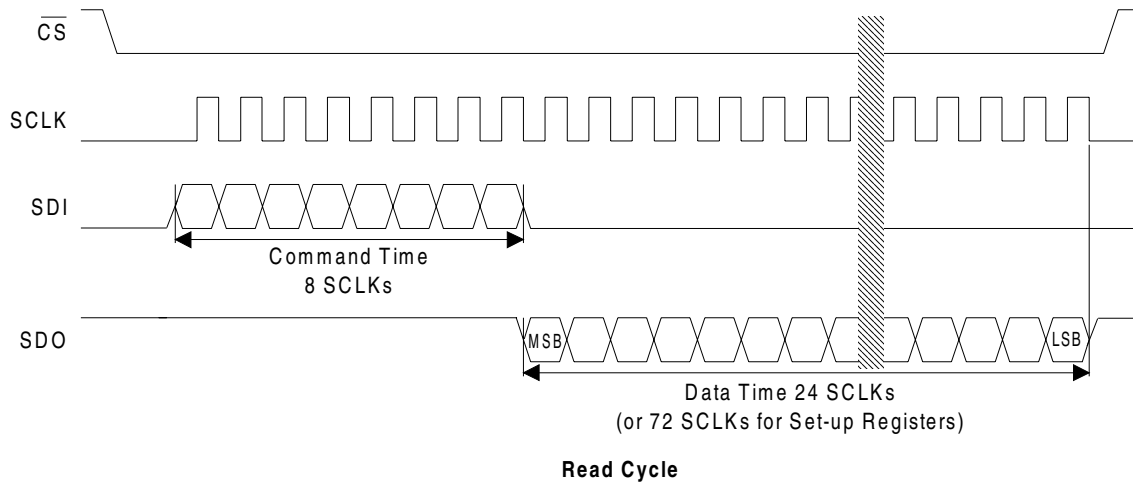 CS
SCLK
SDI
Command Time
8 SCLKs
SDO
MSB
LSB
Data Time 24 SCLKs
(or 72 SCLKs for Set-up Registers)
Read Cycle